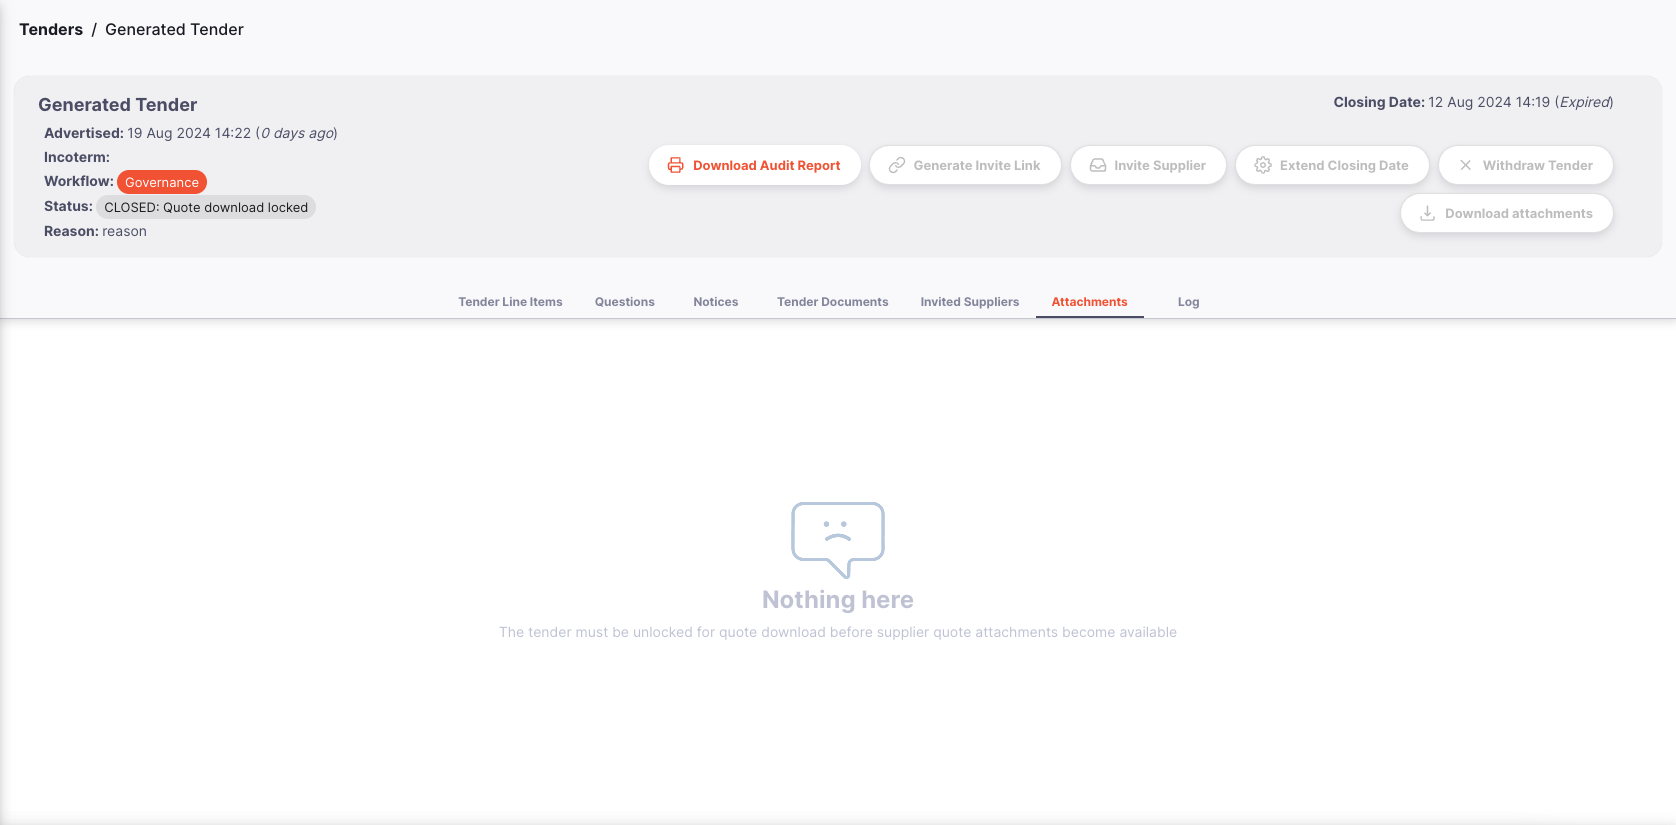 Tenders / Generated Tender
Generated Tender
Closing Date: 12 Aug 2024 14:19 (Expired)
Advertised: 19 Aug 2024 14:22 (0 days ago)
Incoterm:
Workflow: Governance
Status: CLOSED: Quote download locked
Reason: reason
Download Audit Report Generate Invite Link Invite Supplier Extend Closing Date Withdraw Tender
Download attachments
Tender Line Items Questions Notices Tender Documents Invited Suppliers Attachments Log
Nothing here
The tender must be unlocked for quote download before supplier quote attachments become available